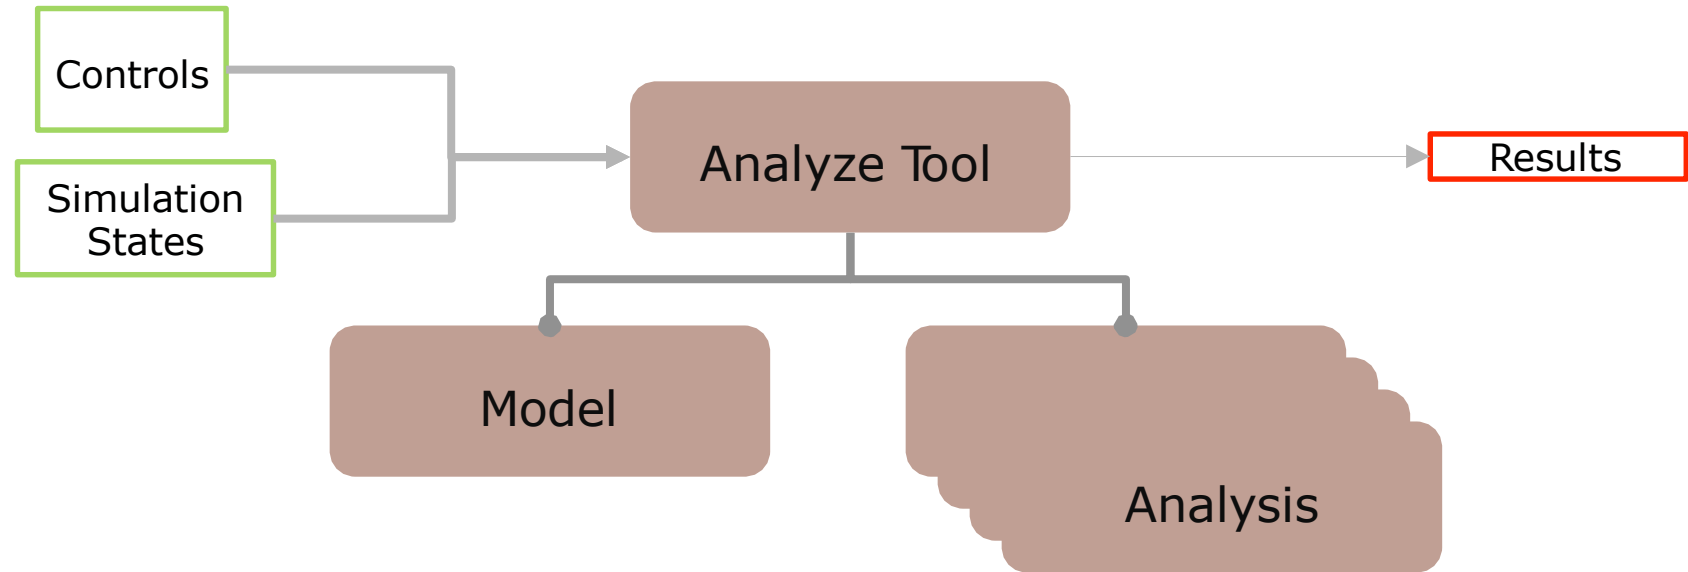 Controls
Simulation
States
Analyze Tool
Results
Model
Analysis